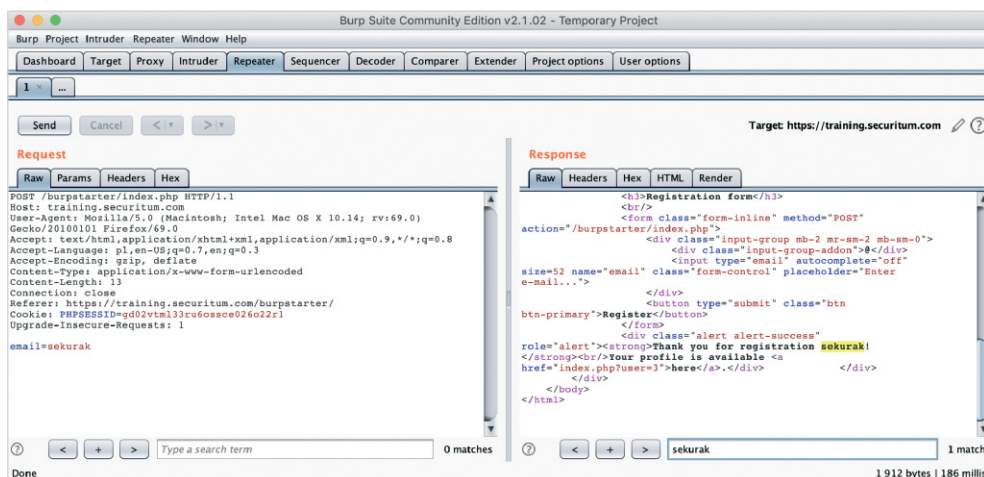 Burp Suite Community Edition v2.1.02 - Temporary Project
Burp Project Intruder Repeater Window Help
Dashboard Target Proxy Intruder Repeater Sequencer Decoder Comparer Extender Project options User options
1 × ...
Send Cancel < > Target: https://training.securitum.com ?
Request
Raw Params Headers Hex
POST /burpstarter/index.php HTTP/1.1
Host: training.securitum.com
User-Agent: Mozilla/5.0 (Macintosh; Intel Mac OS X 10.14; rv:69.0)
Gecko/20100101 Firefox/69.0
Accept: text/html,application/xhtml+xml,application/xml;q=0.9,*/*;q=0.8
Accept-Language: pl,en-US;q=0.7,en;q=0.3
Accept-Encoding: gzip, deflate
Content-Type: application/x-www-form-urlencoded
Content-Length: 13
Connection: close
Referer: https://training.securitum.com/burpstarter/
Cookie: PHPSESSID=gd02vtml33ru6ossce026o22rl
Upgrade-Insecure-Requests: 1
email=sekurak
? < + > Type a search term 0 matches
Response
Raw Headers Hex HTML Render
<h3>Registration form</h3>
<br/>
<form class="form-inline" method="POST"
action="/burpstarter/index.php">
<div class="input-group mb-2 mr-sm-2 mb-sm-0">
<div class="input-group-addon">@</div>
<input type="email" autocomplete="off"
size=52 name="email" class="form-control" placeholder="Enter
e-mail...">
</div>
<button type="submit" class="btn
btn-primary">Register</button>
</form>
<div class="alert alert-success"
role="alert"><strong>Thank you for registration sekurak!
</strong><br/>Your profile is available <a
href="index.php?user=3">here</a>.</div> </div>
</div>
</body>
</html>
? < + > sekurak 1 match
Done 1 912 bytes | 186 millis